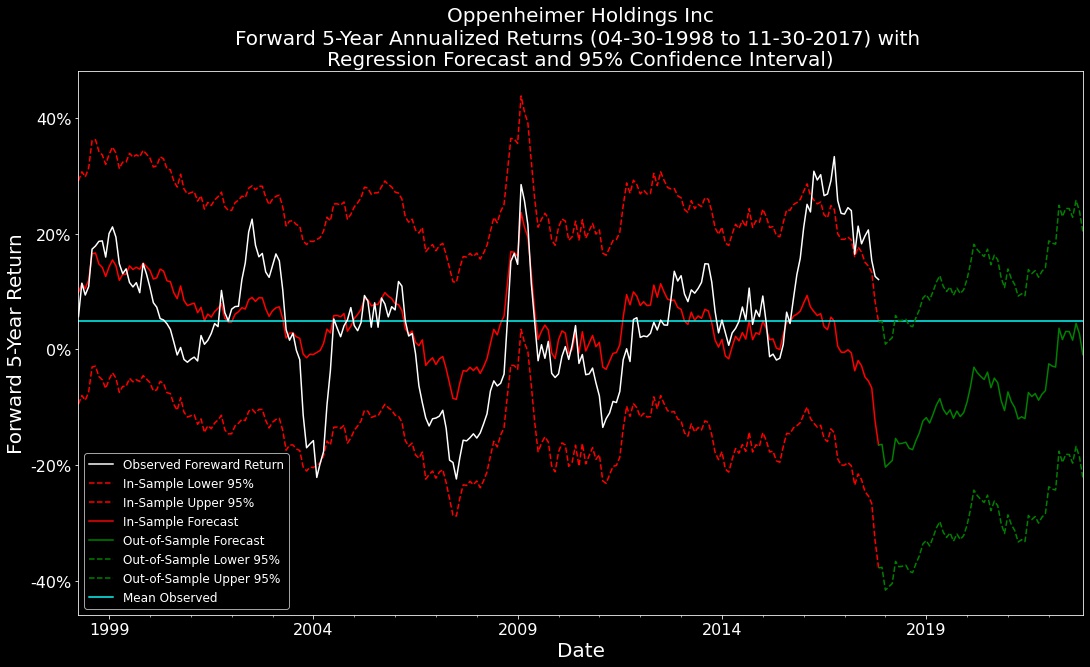 Oppenheimer Holdings Inc
Forward 5-Year Annualized Returns (04-30-1998 to 11-30-2017) with
Regression Forecast and 95% Confidence Interval)
Forward 5-Year Return
40%
20%
0%
-20%
-40%
Observed Foreward Return
In-Sample Lower 95%
In-Sample Upper 95%
In-Sample Forecast
Out-of-Sample Forecast
Out-of-Sample Lower 95%
Out-of-Sample Upper 95%
Mean Observed
1999
2004
2009
2014
2019
Date